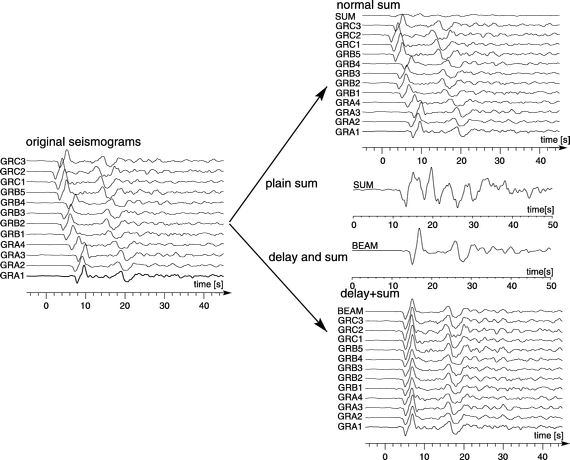 original seismograms
GRC3
GRC2
GRC1
GRB5
GRB4
GRB3
GRB2
GRB1
GRA4
GRA3
GRA2
GRA1
time [s]
0 10 20 30 40
plain sum
delay and sum
normal sum
SUM
GRC3
GRC2
GRC1
GRB5
GRB4
GRB3
GRB2
GRB1
GRA4
GRA3
GRA2
GRA1
time [s]
0 10 20 30 40
SUM
time[s]
0 10 20 30 40 50
BEAM
time[s]
0 10 20 30 40 50
delay+sum
BEAM
GRC3
GRC2
GRC1
GRB5
GRB4
GRB3
GRB2
GRB1
GRA4
GRA3
GRA2
GRA1
time [s]
0 10 20 30 40